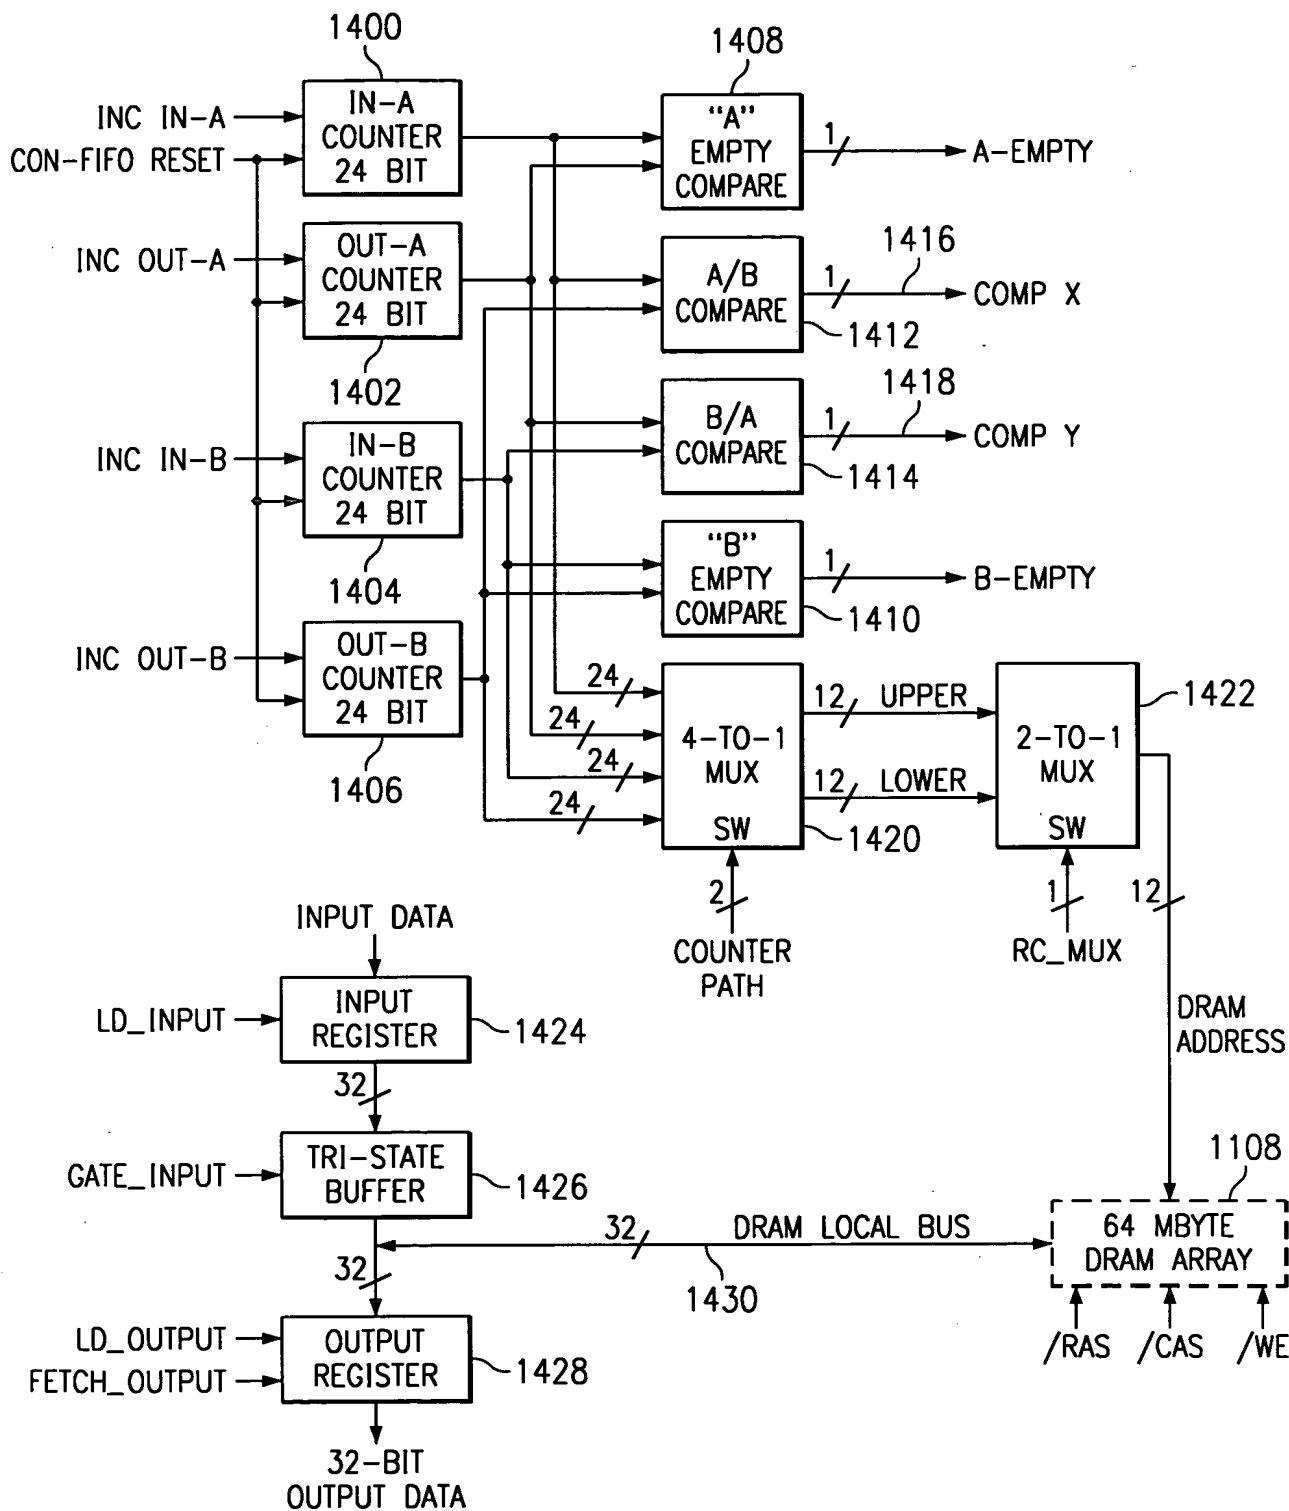 1400
1408
INC IN-A
CON-FIFO RESET
IN-A
COUNTER
24 BIT
"A"
EMPTY
COMPARE
1
A-EMPTY
INC OUT-A
OUT-A
COUNTER
24 BIT
1402
A/B
COMPARE
1412
1
1416
COMP X
B/A
COMPARE
1414
1
1418
COMP Y
INC IN-B
IN-B
COUNTER
24 BIT
1404
"B"
EMPTY
COMPARE
1410
1
B-EMPTY
INC OUT-B
OUT-B
COUNTER
24 BIT
1406
24
24
24
24
4-TO-1
MUX
SW
1420
12
UPPER
12
LOWER
2-TO-1
MUX
SW
1422
2
COUNTER
PATH
1
RC_MUX
12
DRAM
ADDRESS
INPUT DATA
LD_INPUT
INPUT
REGISTER
1424
32
GATE_INPUT
TRI-STATE
BUFFER
1426
32
32
DRAM LOCAL BUS
1430
1108
64 MBYTE
DRAM ARRAY
/RAS
/CAS
/WE
LD_OUTPUT
FETCH_OUTPUT
OUTPUT
REGISTER
1428
32-BIT
OUTPUT DATA